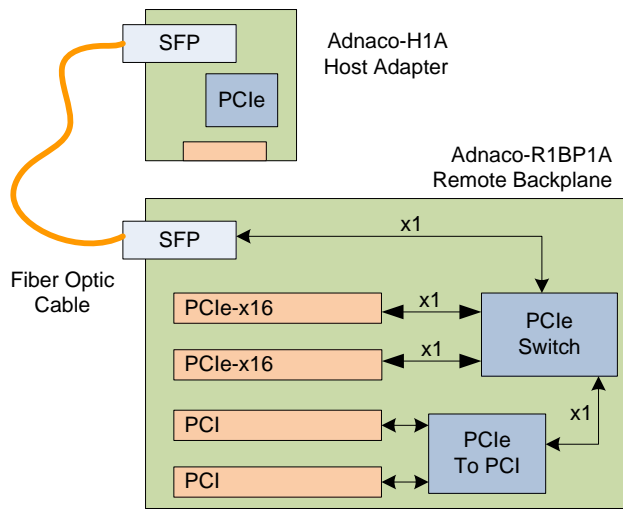 SFP
Adnaco-H1A
Host Adapter
PCIe
Adnaco-R1BP1A
Remote Backplane
SFP
x1
Fiber Optic
Cable
PCIe-x16
x1
PCIe
Switch
PCIe-x16
x1
x1
PCI
PCIe
To PCI
PCI